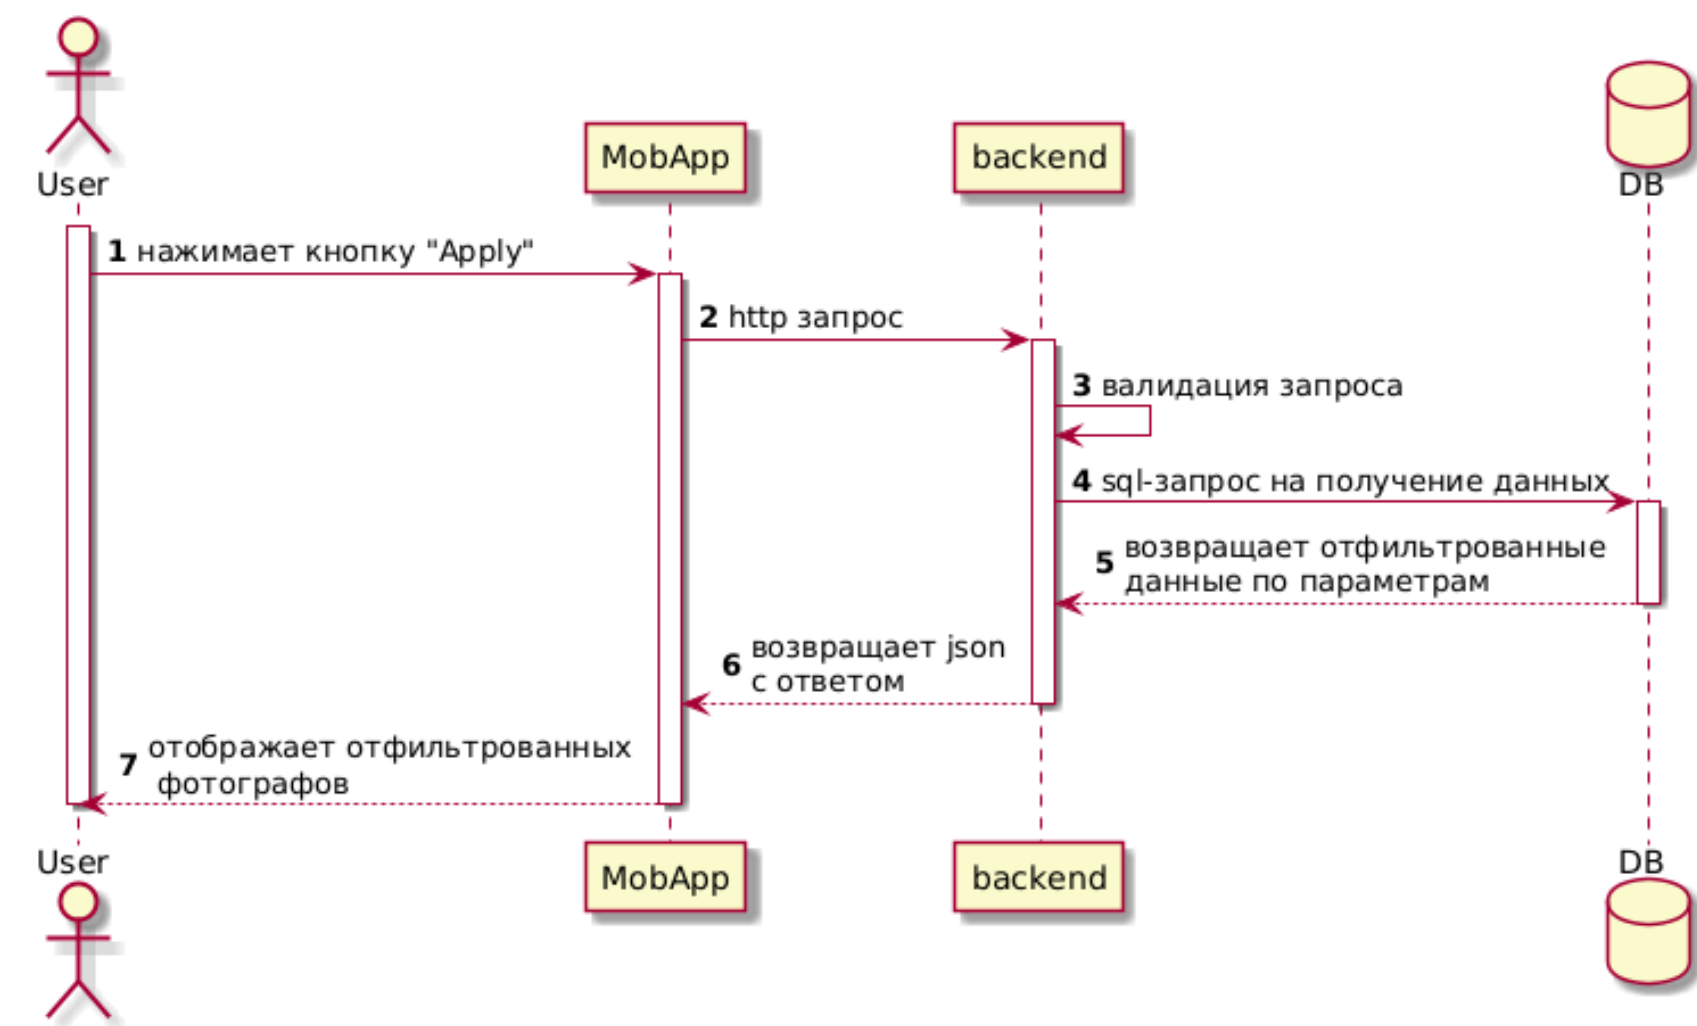 User
MobApp
backend
DB
1 нажимает кнопку "Apply"
2 http запрос
3 валидация запроса
4 sql-запрос на получение данных
5 возвращает отфильтрованные
данные по параметрам
6 возвращает json
с ответом
7 отображает отфильтрованных
фотографов
User
MobApp
backend
DB